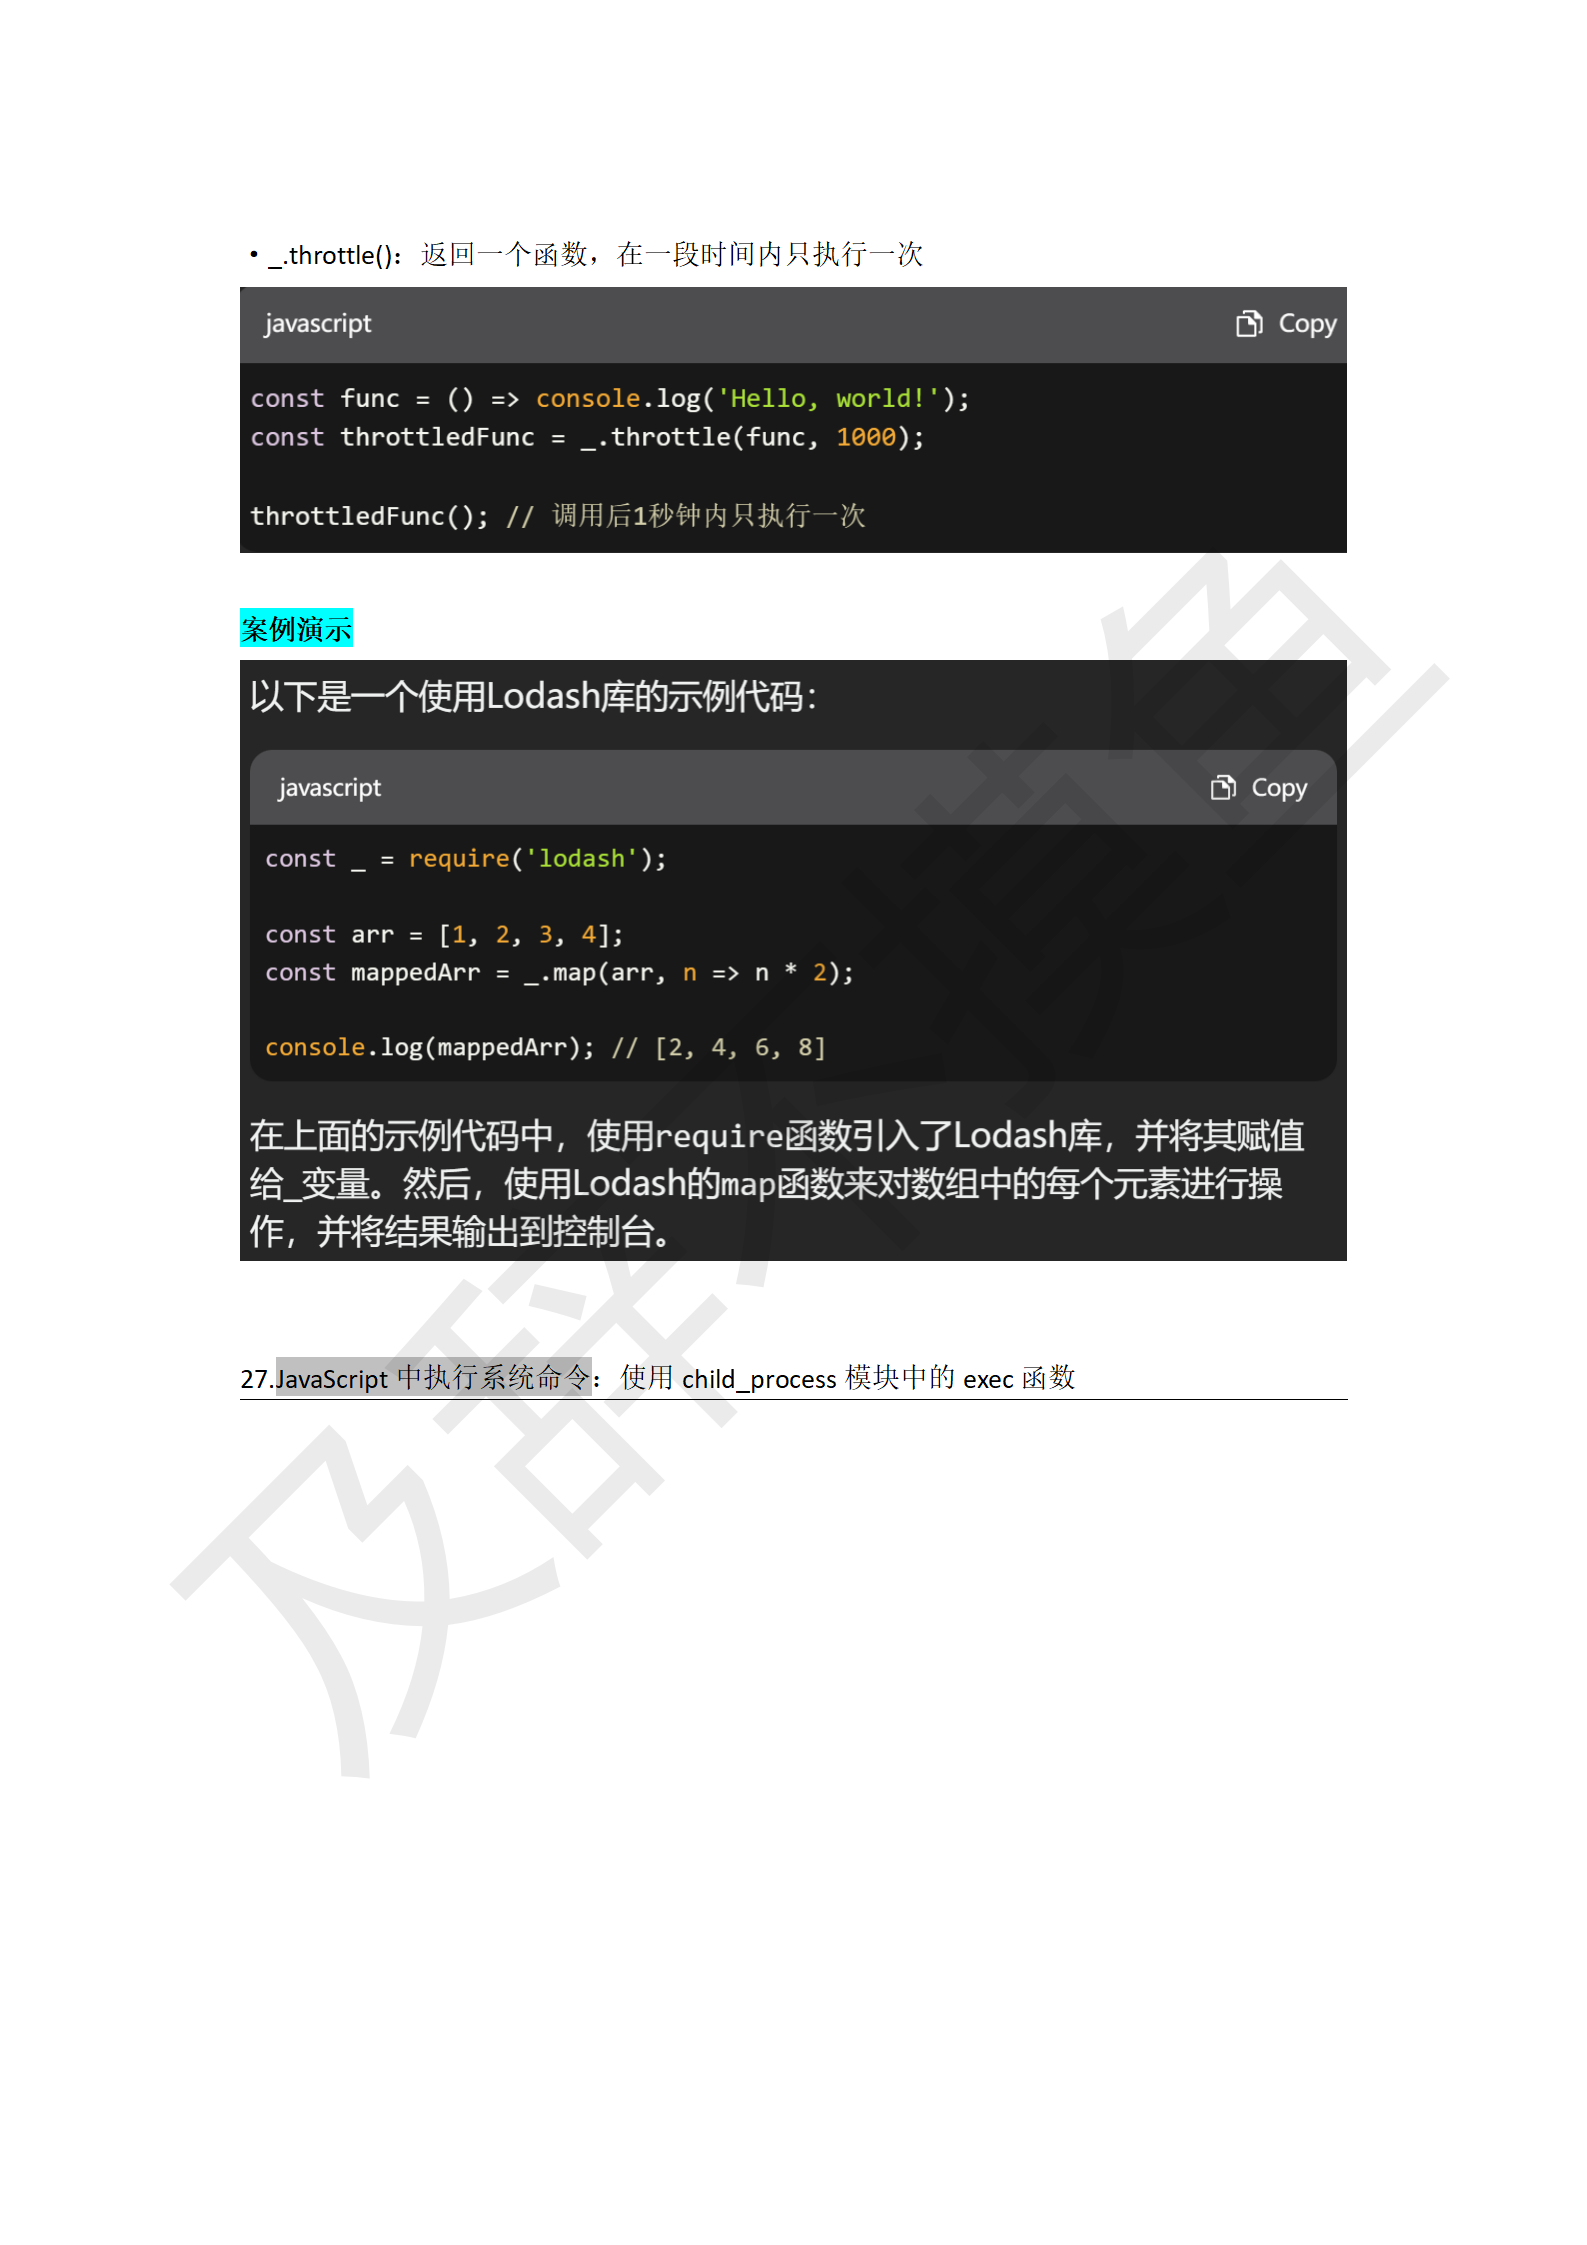 • _.throttle()：返回一个函数，在一段时间内只执行一次
javascript Copy
const func = () => console.log('Hello, world!');
const throttledFunc = _.throttle(func, 1000);
throttledFunc(); // 调用后1秒钟内只执行一次
案例演示
以下是一个使用Lodash库的示例代码：
javascript Copy
const _ = require('lodash');
const arr = [1, 2, 3, 4];
const mappedArr = _.map(arr, n => n * 2);
console.log(mappedArr); // [2, 4, 6, 8]
在上面的示例代码中，使用require函数引入了Lodash库，并将其赋值
给_变量。然后，使用Lodash的map函数来对数组中的每个元素进行操
作，并将结果输出到控制台。
27.JavaScript 中执行系统命令：使用 child_process 模块中的 exec 函数
及辞不摸鱼